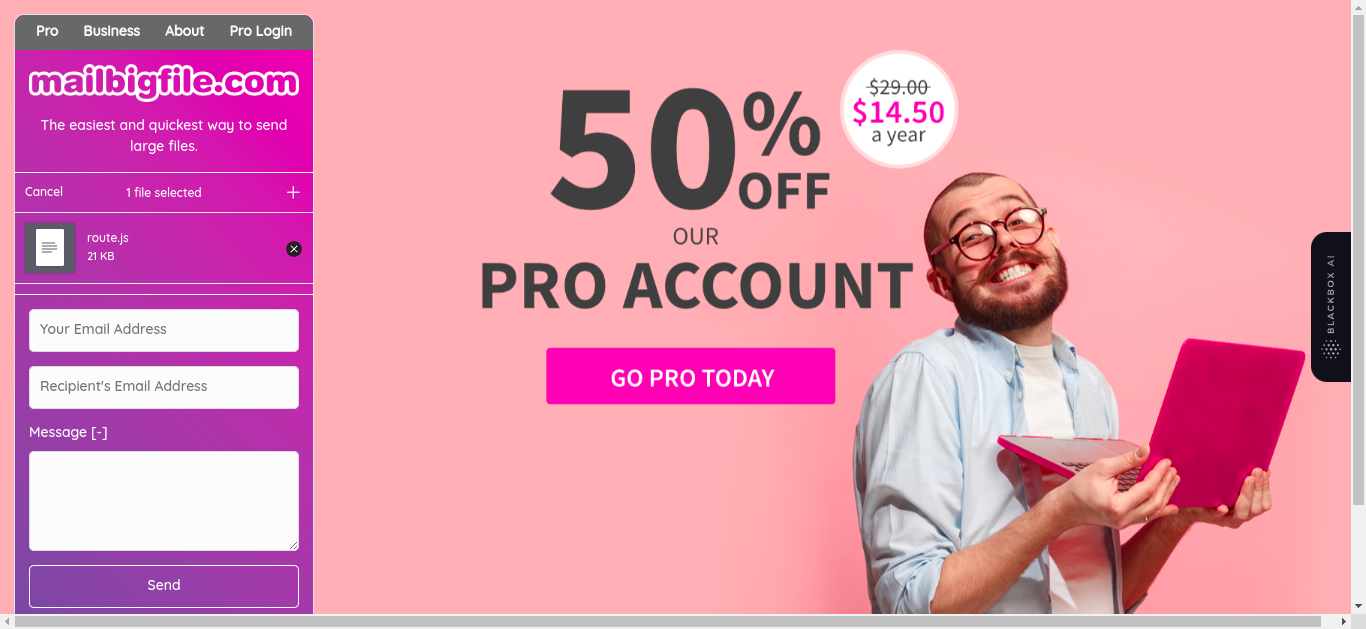 Pro Business About Pro Login
mailbigfile.com
The easiest and quickest way to send
large files.
Cancel 1 file selected
route.js
21 KB
Your Email Address
Recipient's Email Address
Message [-]
Send
50% OFF
$29.00
$14.50
a year
OUR
PRO ACCOUNT
GO PRO TODAY
BLACKBOX AI